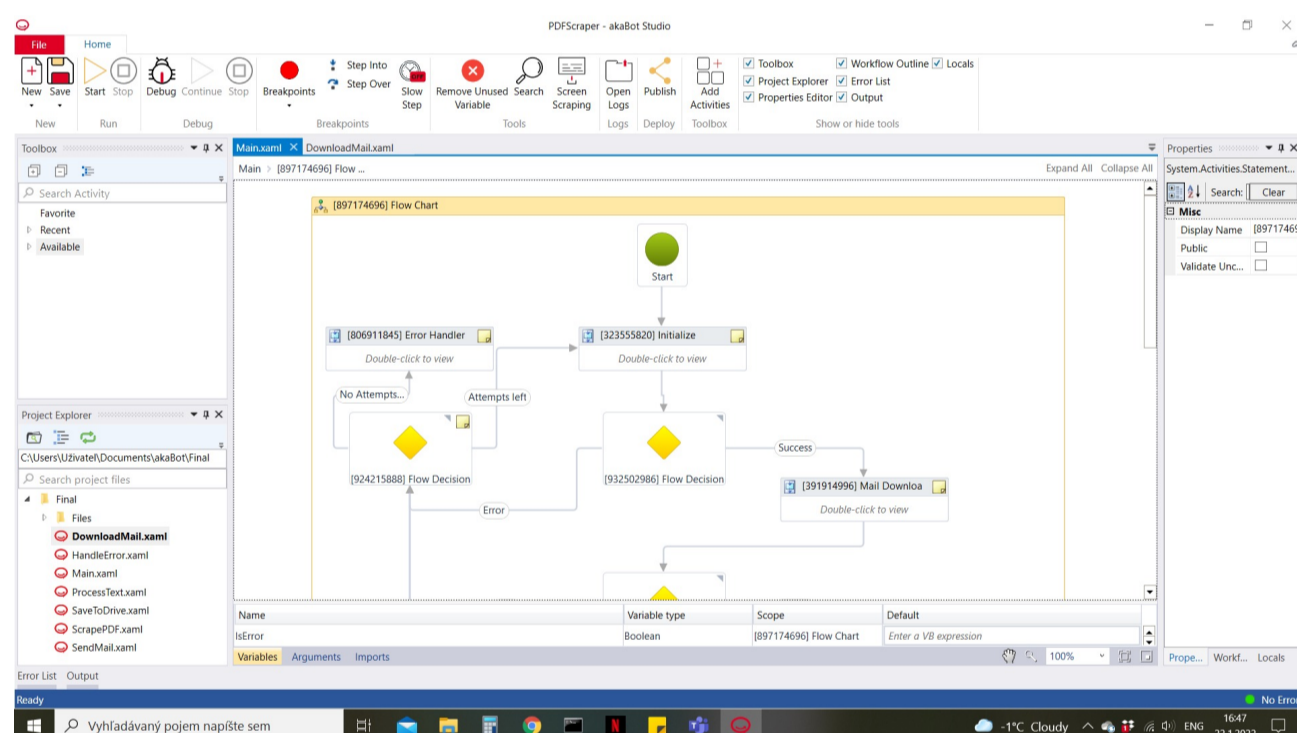 PDFScraper - akaBot Studio
File Home
New Save Start Stop Debug Continue Stop Breakpoints Step Into Step Over Slow Step Remove Unused Variable Search Screen Scraping Open Logs Publish Add Activities
Toolbox Workflow Outline Locals
Project Explorer Error List
Properties Editor Output
New Run Debug Breakpoints Tools Logs Deploy Toolbox Show or hide tools
Toolbox
Search Activity
Favorite
Recent
Available
Project Explorer
C:\Users\Uživatel\Documents\akaBot\Final
Search project files
Final
Files
DownloadMail.xaml
HandleError.xaml
Main.xaml
ProcessText.xaml
SaveToDrive.xaml
ScrapePDF.xaml
SendMail.xaml
Main.xaml DownloadMail.xaml
Main > [897174696] Flow ... Expand All Collapse All
[897174696] Flow Chart
Start
[806911845] Error Handler
Double-click to view
[323555820] Initialize
Double-click to view
No Attempts...
Attempts left
[924215888] Flow Decision
[932502986] Flow Decision
Success
[391914996] Mail Downloa
Double-click to view
Error
Name Variable type Scope Default
IsError Boolean [897174696] Flow Chart Enter a VB expression
Variables Arguments Imports 100%
Properties
System.Activities.Statement...
Search: Clear
Misc
Display Name [8971746
Public
Validate Unc...
Prope... Workf... Locals
Error List Output
Ready No Erro
Vyhľadávaný pojem napíšte sem -1°C Cloudy ENG 16:47